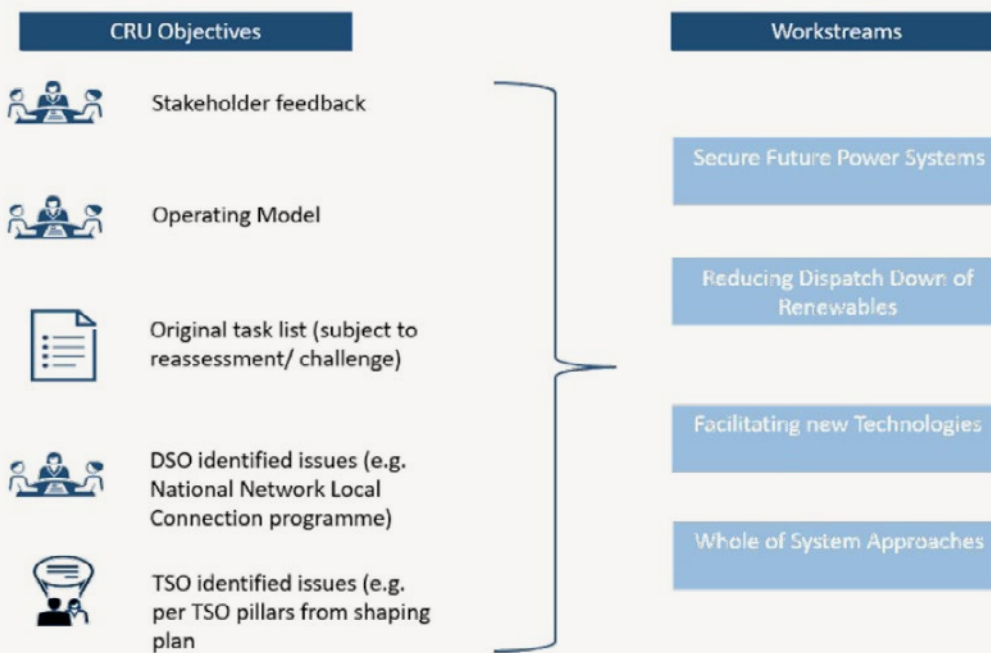 CRU Objectives
Stakeholder feedback
Operating Model
Original task list (subject to
reassessment/ challenge)
DSO identified issues (e.g.
National Network Local
Connection programme)
TSO identified issues (e.g.
per TSO pillars from shaping
plan
Workstreams
Secure Future Power Systems
Reducing Dispatch Down of
Renewables
Facilitating new Technologies
Whole of System Approaches